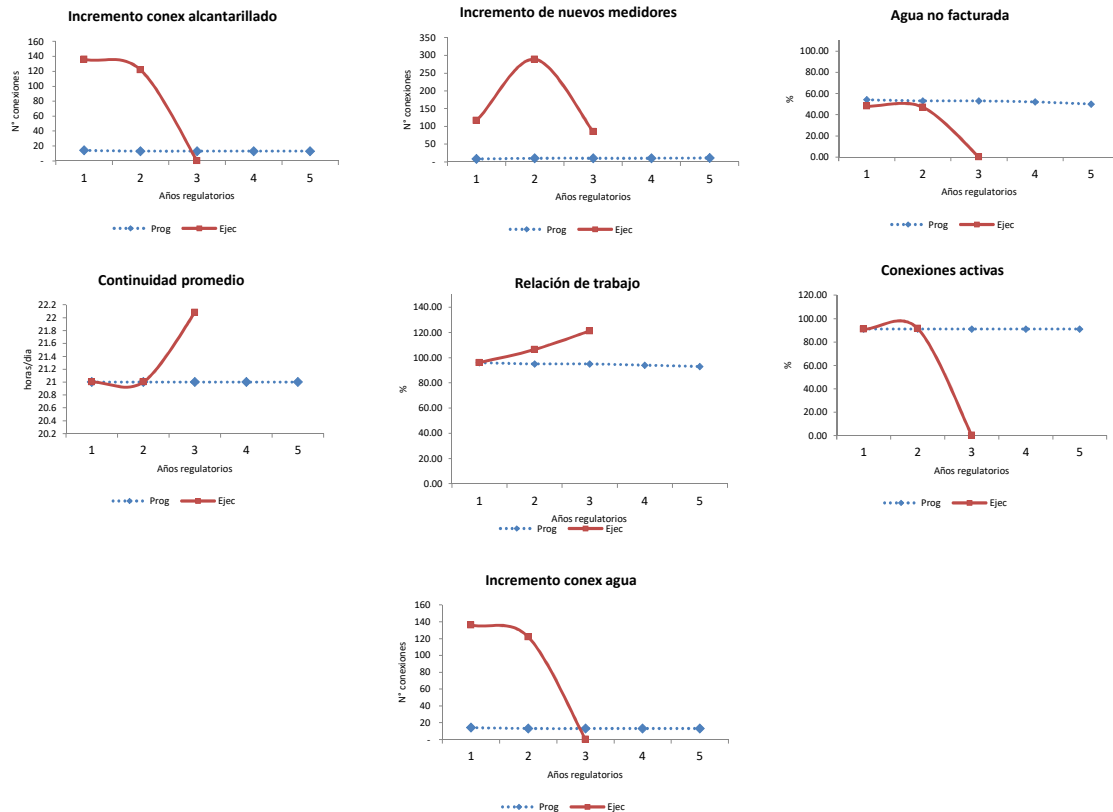 Incremento conex alcantarillado
160
140
120
100
80
60
40
20
-
N° conexiones
1 2 3 4 5
Años regulatorios
Prog Ejec
Incremento de nuevos medidores
350
300
250
200
150
100
50
-
N° conexiones
1 2 3 4 5
Años regulatorios
Prog Ejec
Agua no facturada
100.00
80.00
60.00
40.00
20.00
0.00
%
1 2 3 4 5
Años regulatorios
Prog Ejec
Continuidad promedio
22.2
22
21.8
21.6
21.4
21.2
21
20.8
20.6
20.4
20.2
horas/dia
1 2 3 4 5
Años regulatorios
Prog Ejec
Relación de trabajo
140.00
120.00
100.00
80.00
60.00
40.00
20.00
0.00
%
1 2 3 4 5
Años regulatorios
Prog Ejec
Conexiones activas
120.00
100.00
80.00
60.00
40.00
20.00
0.00
%
1 2 3 4 5
Años regulatorios
Prog Ejec
Incremento conex agua
160
140
120
100
80
60
40
20
-
N° conexiones
1 2 3 4 5
Años regulatorios
Prog Ejec